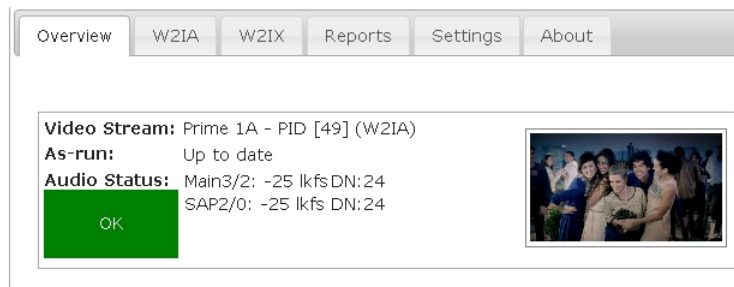 Overview W2IA W2IX Reports Settings About
Video Stream: Prime 1A - PID [49] (W2IA)
As-run: Up to date
Audio Status: Main3/2: -25 lkfs DN:24
SAP2/0: -25 lkfs DN:24
OK